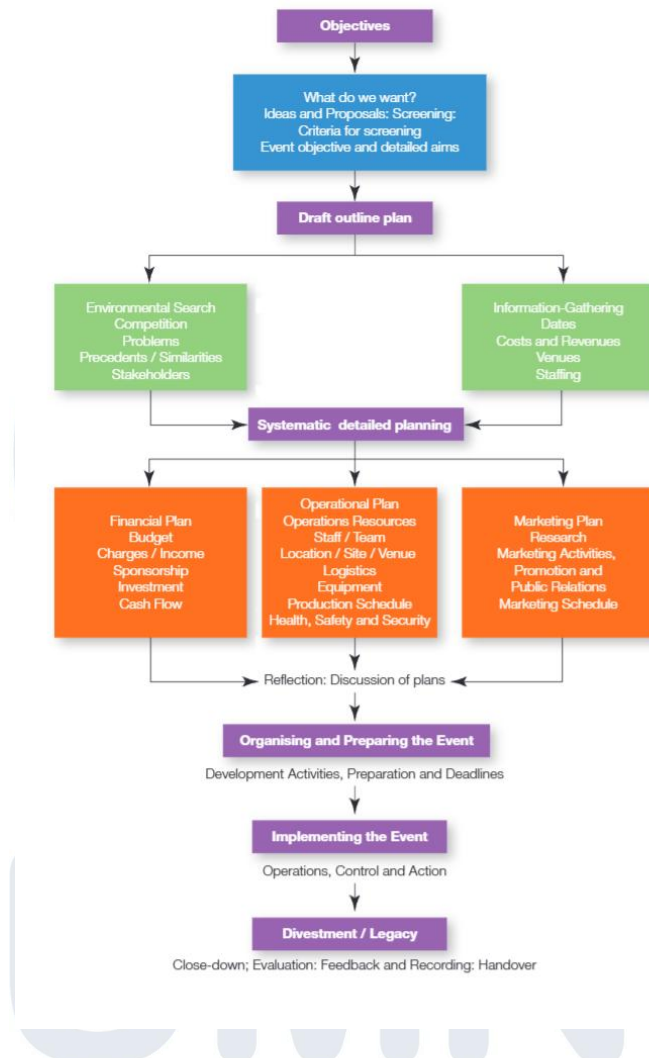 Objectives
What do we want?
Ideas and Proposals: Screening:
Criteria for screening
Event objective and detailed aims
Draft outline plan
Environmental Search
Competition
Problems
Precedents / Similarities
Stakeholders
Information-Gathering
Dates
Costs and Revenues
Venues
Staffing
Systematic detailed planning
Financial Plan
Budget
Charges / Income
Sponsorship
Investment
Cash Flow
Operational Plan
Operations Resources
Staff / Team
Location / Site / Venue
Logistics
Equipment
Production Schedule
Health, Safety and Security
Marketing Plan
Research
Marketing Activities,
Promotion and
Public Relations
Marketing Schedule
Reflection: Discussion of plans
Organising and Preparing the Event
Development Activities, Preparation and Deadlines
Implementing the Event
Operations, Control and Action
Divestment / Legacy
Close-down; Evaluation: Feedback and Recording: Handover